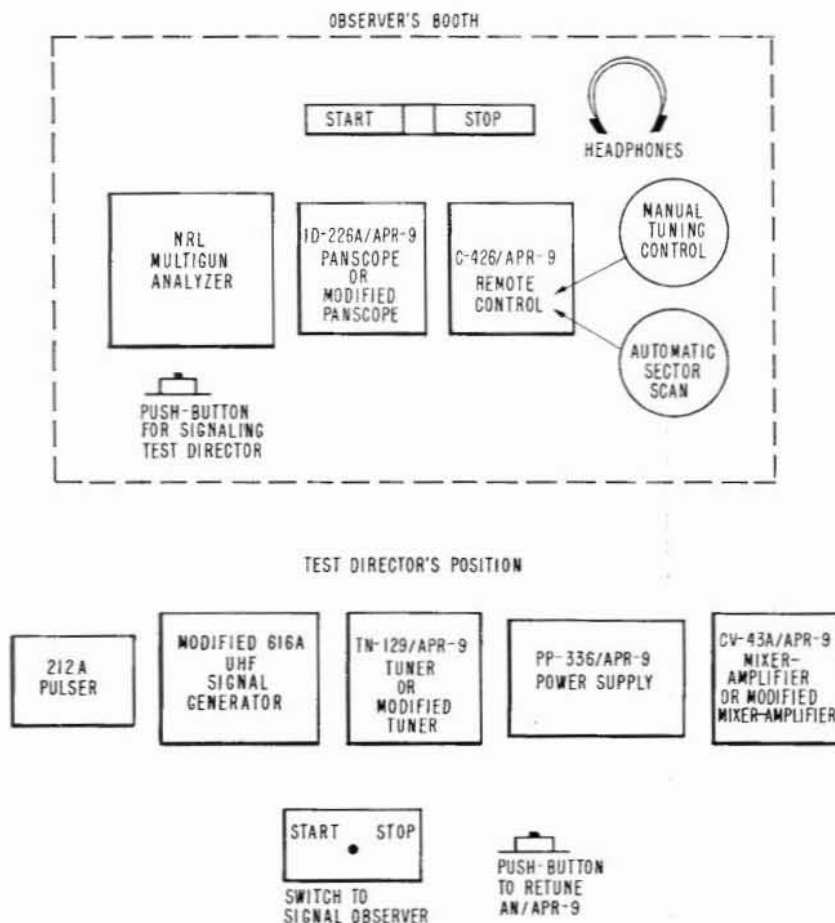 OBSERVER'S BOOTH
START STOP
HEADPHONES
NRL
MULTIGUN
ANALYZER
ID-226A/APR-9
PANSCOPE
OR
MODIFIED
PANSCOPE
C-426/APR-9
REMOTE
CONTROL
MANUAL
TUNING
CONTROL
AUTOMATIC
SECTOR
SCAN
PUSH-BUTTON
FOR SIGNALING
TEST DIRECTOR
TEST DIRECTOR'S POSITION
212A
PULSER
MODIFIED 616A
UHF
SIGNAL
GENERATOR
TN-129/APR-9
TUNER
OR
MODIFIED
TUNER
PP-336/APR-9
POWER SUPPLY
CV-43A/APR-9
MIXER-
AMPLIFIER
OR MODIFIED
MIXER-AMPLIFIER
START STOP
SWITCH TO
SIGNAL OBSERVER
PUSH-BUTTON
TO RETUNE
AN/APR-9